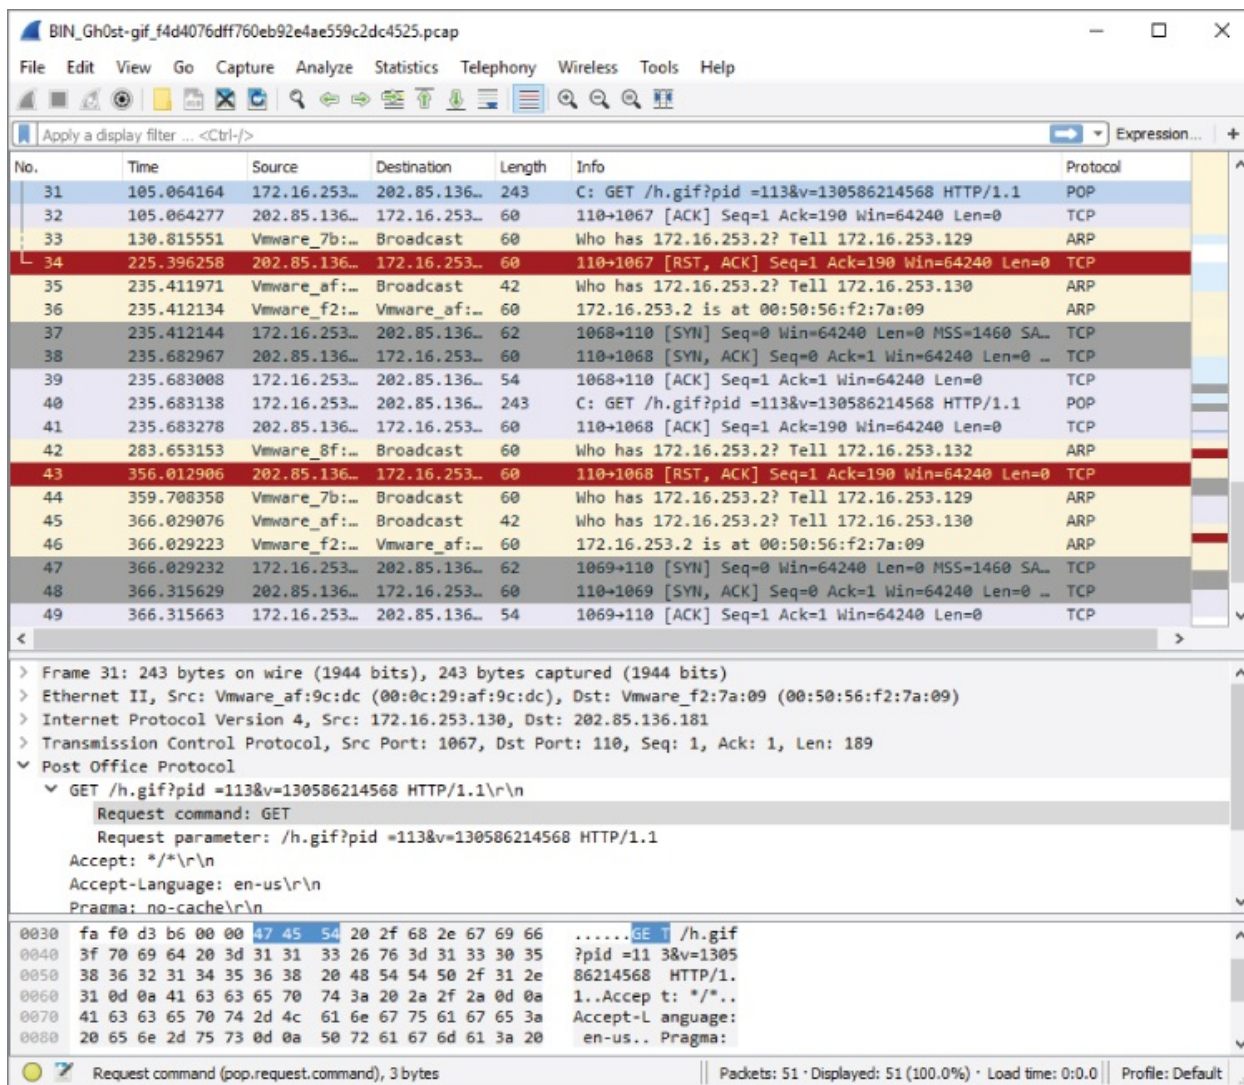 BIN_Gh0st-gif_f4d4076dff760eb92e4ae559c2dc4525.pcap
File Edit View Go Capture Analyze Statistics Telephony Wireless Tools Help
Apply a display filter ... <Ctrl-/> Expression... +
No. Time Source Destination Length Info Protocol
31 105.064164 172.16.253… 202.85.136… 243 C: GET /h.gif?pid =113&v=130586214568 HTTP/1.1 POP
32 105.064277 202.85.136… 172.16.253… 60 110→1067 [ACK] Seq=1 Ack=190 Win=64240 Len=0 TCP
33 130.815551 Vmware_7b:… Broadcast 60 Who has 172.16.253.2? Tell 172.16.253.129 ARP
34 225.396258 202.85.136… 172.16.253… 60 110→1067 [RST, ACK] Seq=1 Ack=190 Win=64240 Len=0 TCP
35 235.411971 Vmware_af:… Broadcast 42 Who has 172.16.253.2? Tell 172.16.253.130 ARP
36 235.412134 Vmware_f2:… Vmware_af:… 60 172.16.253.2 is at 00:50:56:f2:7a:09 ARP
37 235.412144 172.16.253… 202.85.136… 62 1068→110 [SYN] Seq=0 Win=64240 Len=0 MSS=1460 SA… TCP
38 235.682967 202.85.136… 172.16.253… 60 110→1068 [SYN, ACK] Seq=0 Ack=1 Win=64240 Len=0 … TCP
39 235.683008 172.16.253… 202.85.136… 54 1068→110 [ACK] Seq=1 Ack=1 Win=64240 Len=0 TCP
40 235.683138 172.16.253… 202.85.136… 243 C: GET /h.gif?pid =113&v=130586214568 HTTP/1.1 POP
41 235.683278 202.85.136… 172.16.253… 60 110→1068 [ACK] Seq=1 Ack=190 Win=64240 Len=0 TCP
42 283.653153 Vmware_8f:… Broadcast 60 Who has 172.16.253.2? Tell 172.16.253.132 ARP
43 356.012906 202.85.136… 172.16.253… 60 110→1068 [RST, ACK] Seq=1 Ack=190 Win=64240 Len=0 TCP
44 359.708358 Vmware_7b:… Broadcast 60 Who has 172.16.253.2? Tell 172.16.253.129 ARP
45 366.029076 Vmware_af:… Broadcast 42 Who has 172.16.253.2? Tell 172.16.253.130 ARP
46 366.029223 Vmware_f2:… Vmware_af:… 60 172.16.253.2 is at 00:50:56:f2:7a:09 ARP
47 366.029232 172.16.253… 202.85.136… 62 1069→110 [SYN] Seq=0 Win=64240 Len=0 MSS=1460 SA… TCP
48 366.315629 202.85.136… 172.16.253… 60 110→1069 [SYN, ACK] Seq=0 Ack=1 Win=64240 Len=0 … TCP
49 366.315663 172.16.253… 202.85.136… 54 1069→110 [ACK] Seq=1 Ack=1 Win=64240 Len=0 TCP
Frame 31: 243 bytes on wire (1944 bits), 243 bytes captured (1944 bits)
Ethernet II, Src: Vmware_af:9c:dc (00:0c:29:af:9c:dc), Dst: Vmware_f2:7a:09 (00:50:56:f2:7a:09)
Internet Protocol Version 4, Src: 172.16.253.130, Dst: 202.85.136.181
Transmission Control Protocol, Src Port: 1067, Dst Port: 110, Seq: 1, Ack: 1, Len: 189
Post Office Protocol
GET /h.gif?pid =113&v=130586214568 HTTP/1.1\r\n
Request command: GET
Request parameter: /h.gif?pid =113&v=130586214568 HTTP/1.1
Accept: */*\r\n
Accept-Language: en-us\r\n
Pragma: no-cache\r\n
0030 fa f0 d3 b6 00 00 47 45 54 20 2f 68 2e 67 69 66 ......GE T /h.gif
0040 3f 70 69 64 20 3d 31 31 33 26 76 3d 31 33 30 35 ?pid =11 3&v=1305
0050 38 36 32 31 34 35 36 38 20 48 54 54 50 2f 31 2e 86214568 HTTP/1.
0060 31 0d 0a 41 63 63 65 70 74 3a 20 2a 2f 2a 0d 0a 1..Accep t: */*..
0070 41 63 63 65 70 74 2d 4c 61 6e 67 75 61 67 65 3a Accept-L anguage:
0080 20 65 6e 2d 75 73 0d 0a 50 72 61 67 6d 61 3a 20 en-us.. Pragma:
Request command (pop.request.command), 3 bytes Packets: 51 · Displayed: 51 (100.0%) · Load time: 0:0.0 Profile: Default